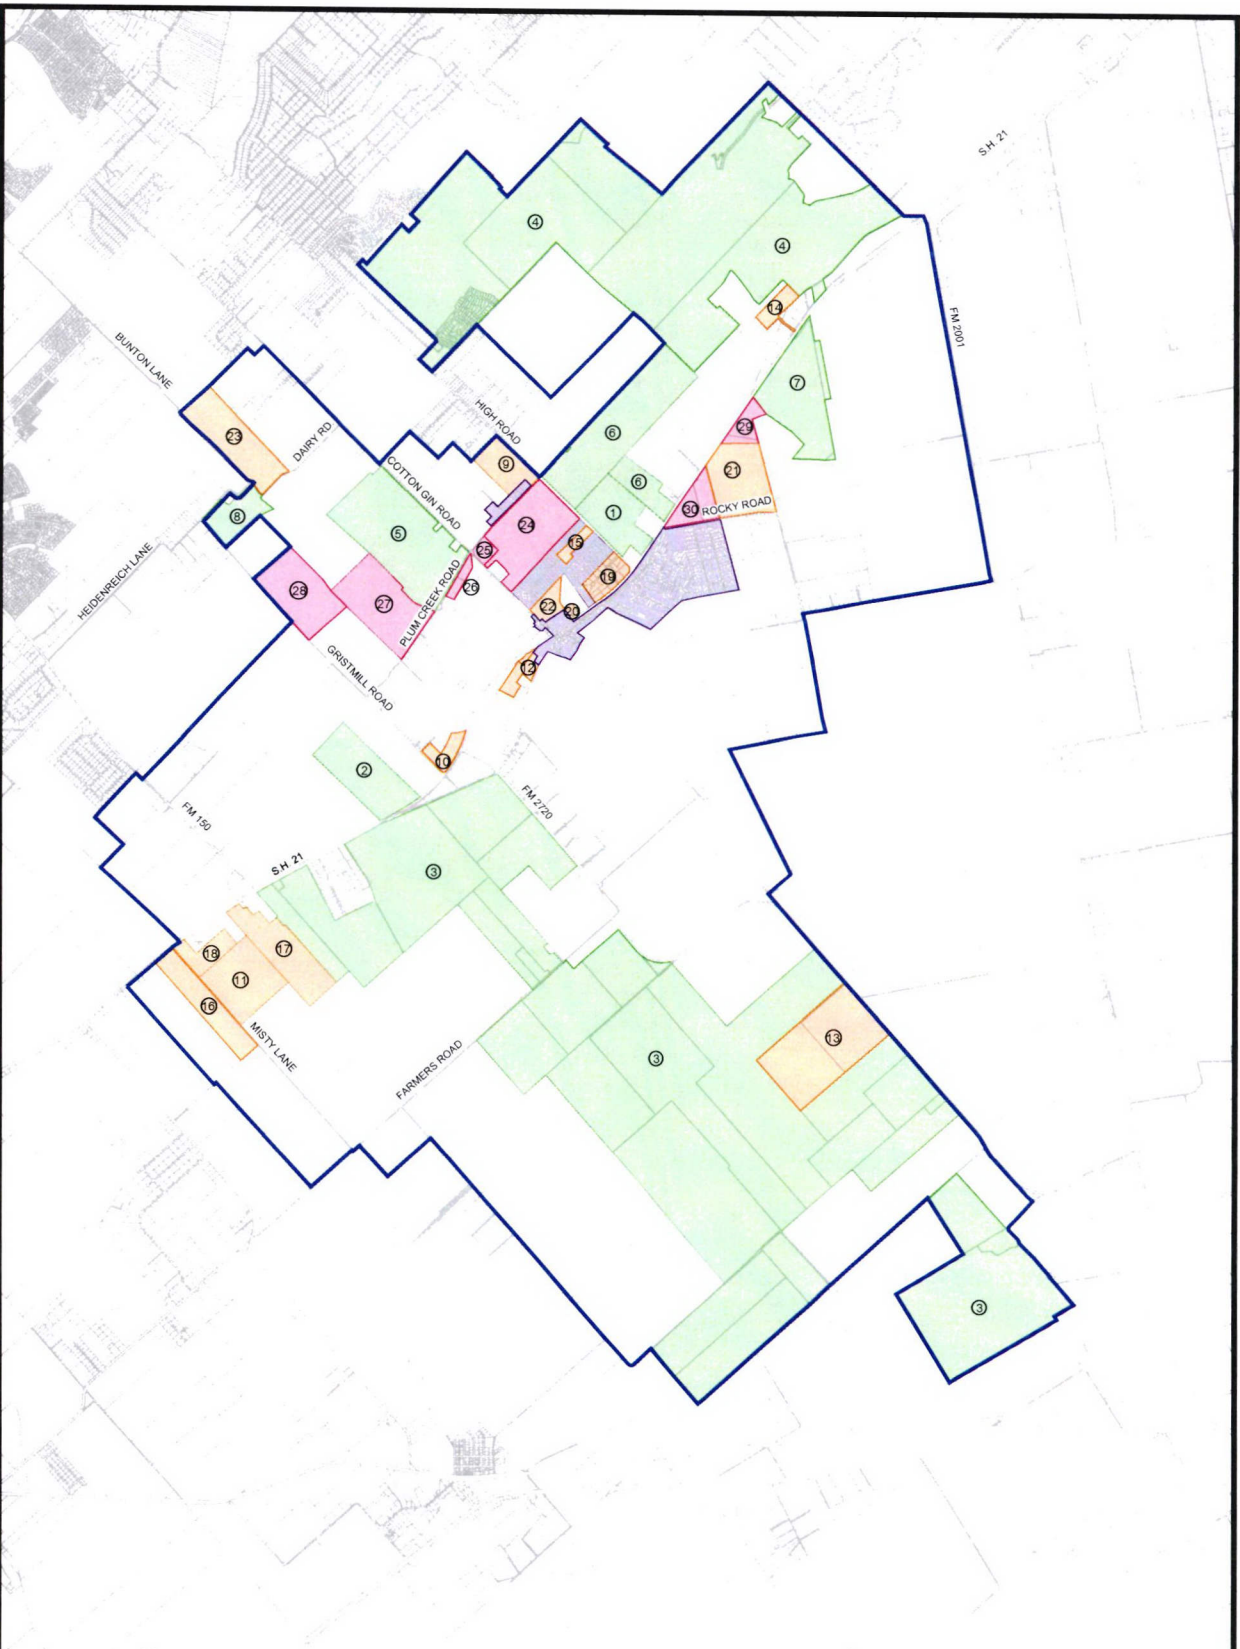 S.H. 21
④
④
⑭
FM 2001
BUNTON LANE
⑦
HIGH ROAD
㉙
㉓
DAIRY RD.
⑥
⑨
COTTON GIN ROAD
㉑
⑥
ROCKY ROAD
㉚
⑧
①
㉔
⑤
⑮
㉕
HEIDENREICH LANE
⑲
㉖
㉘
㉗
PLUM CREEK ROAD
㉒
⑳
⑫
GRISTMILL ROAD
⑩
②
FM 2720
FM 150
S.H. 21
③
⑱
⑰
⑪
⑯
MISTY LANE
⑬
FARMERS ROAD
③
③